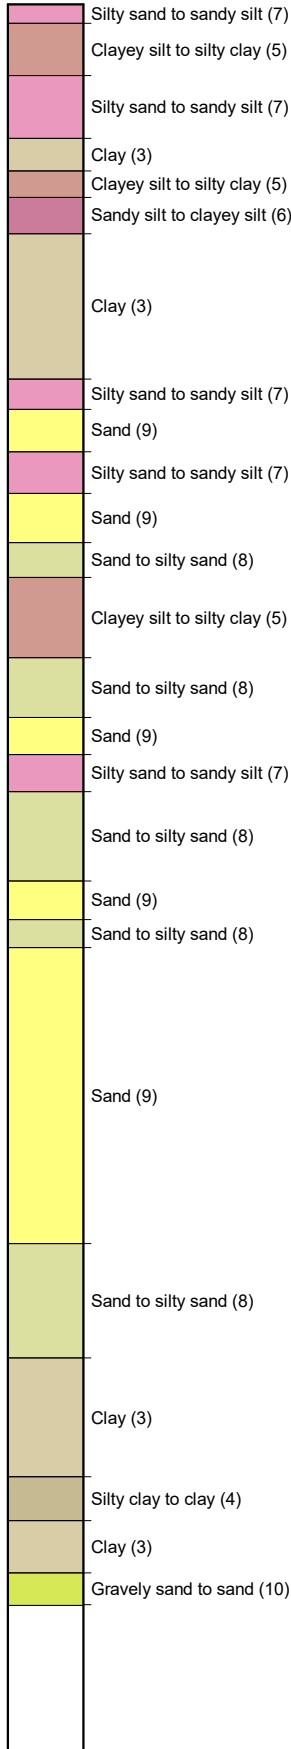 Silty sand to sandy silt (7)
Clayey silt to silty clay (5)
Silty sand to sandy silt (7)
Clay (3)
Clayey silt to silty clay (5)
Sandy silt to clayey silt (6)
Clay (3)
Silty sand to sandy silt (7)
Sand (9)
Silty sand to sandy silt (7)
Sand (9)
Sand to silty sand (8)
Clayey silt to silty clay (5)
Sand to silty sand (8)
Sand (9)
Silty sand to sandy silt (7)
Sand to silty sand (8)
Sand (9)
Sand to silty sand (8)
Sand (9)
Sand to silty sand (8)
Clay (3)
Silty clay to clay (4)
Clay (3)
Gravely sand to sand (10)